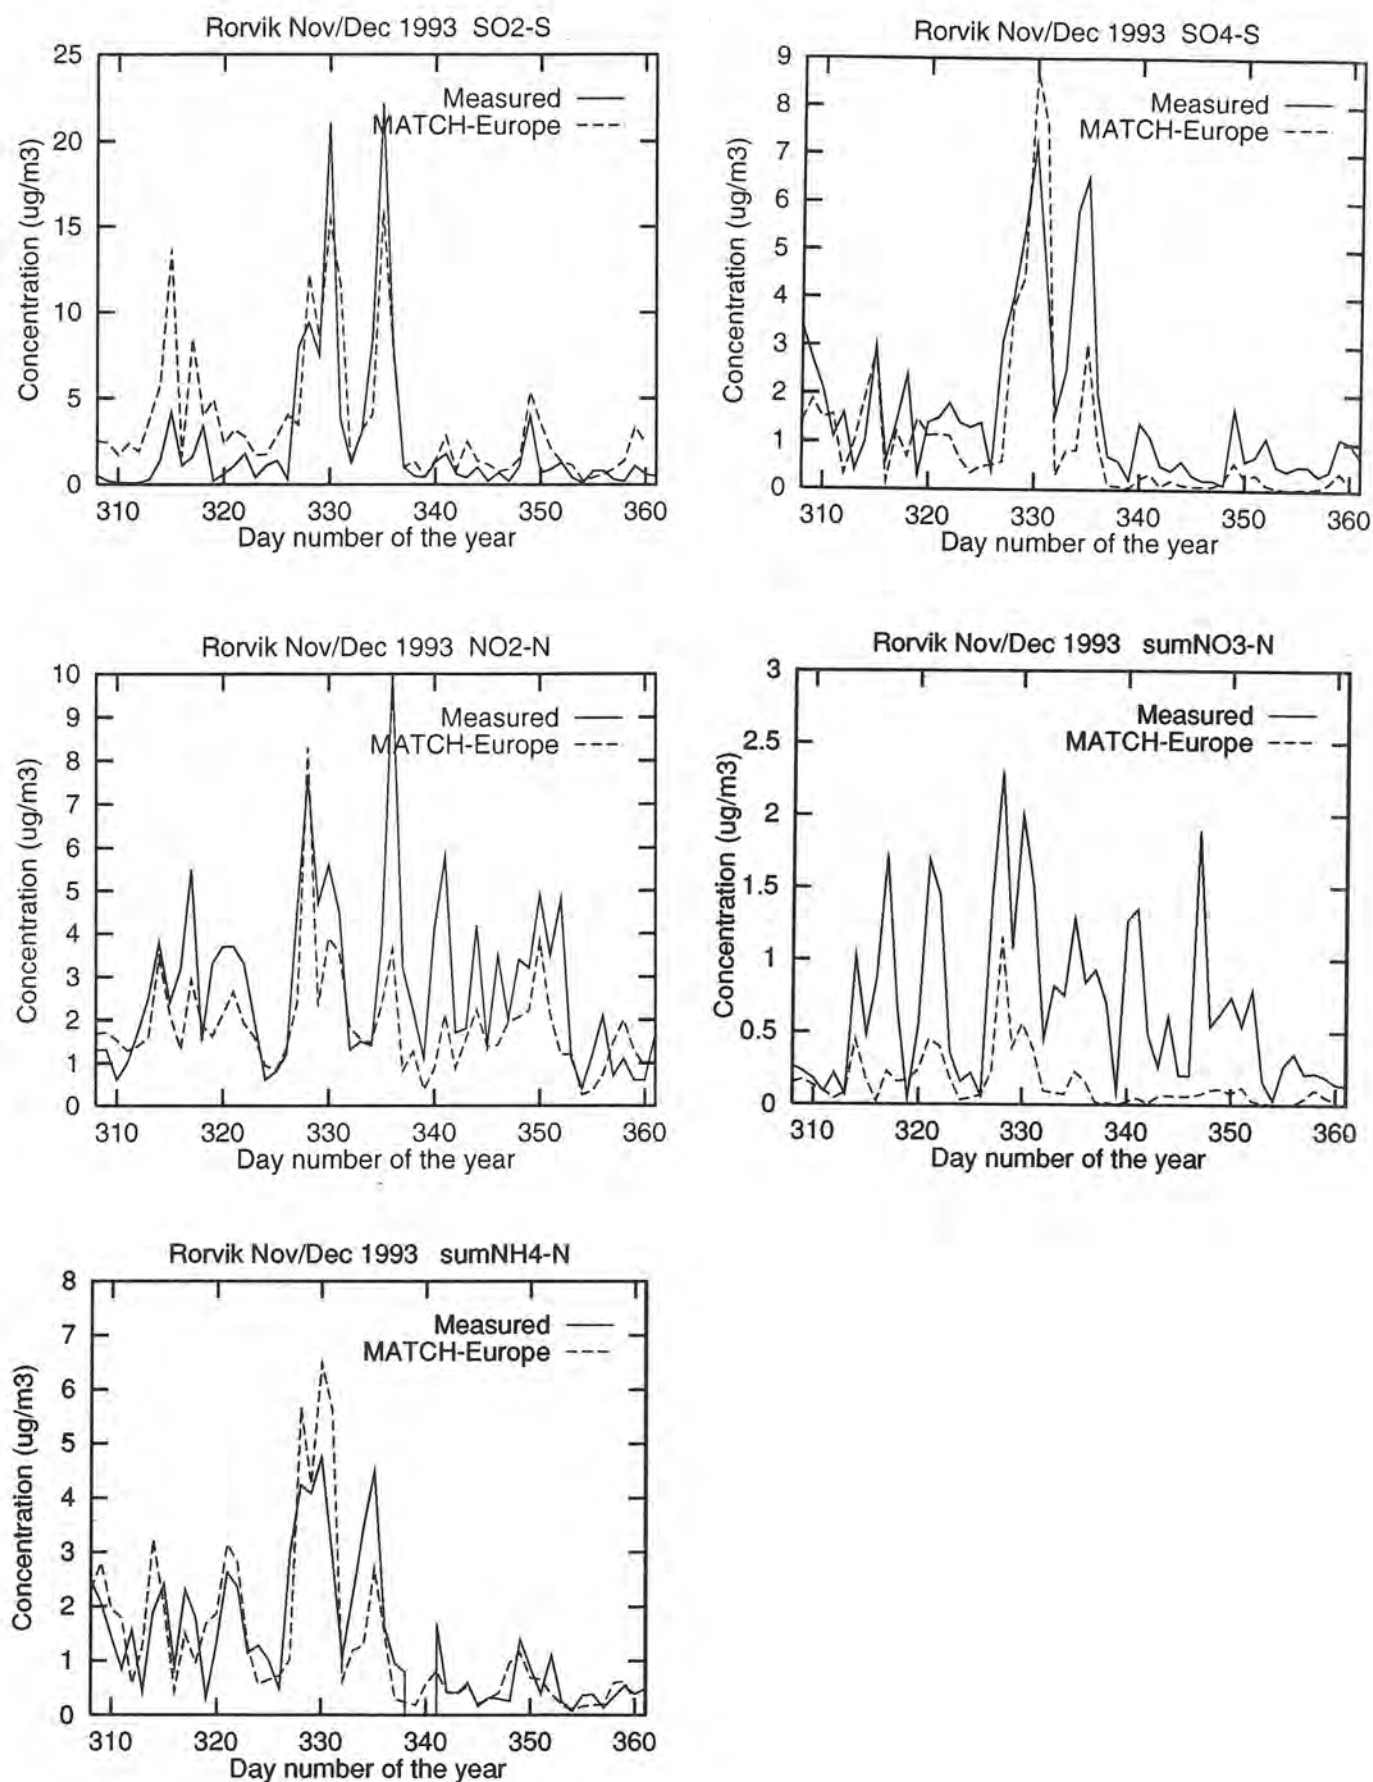 Rorvik Nov/Dec 1993 SO2-S
25
20
15
10
5
0
Concentration (ug/m3)
Measured
MATCH-Europe
310 320 330 340 350 360
Day number of the year
Rorvik Nov/Dec 1993 SO4-S
9
8
7
6
5
4
3
2
1
0
Concentration (ug/m3)
Measured
MATCH-Europe
310 320 330 340 350 360
Day number of the year
Rorvik Nov/Dec 1993 NO2-N
10
9
8
7
6
5
4
3
2
1
0
Concentration (ug/m3)
Measured
MATCH-Europe
310 320 330 340 350 360
Day number of the year
Rorvik Nov/Dec 1993 sumNO3-N
3
2.5
2
1.5
1
0.5
0
Concentration (ug/m3)
Measured
MATCH-Europe
310 320 330 340 350 360
Day number of the year
Rorvik Nov/Dec 1993 sumNH4-N
8
7
6
5
4
3
2
1
0
Concentration (ug/m3)
Measured
MATCH-Europe
310 320 330 340 350 360
Day number of the year